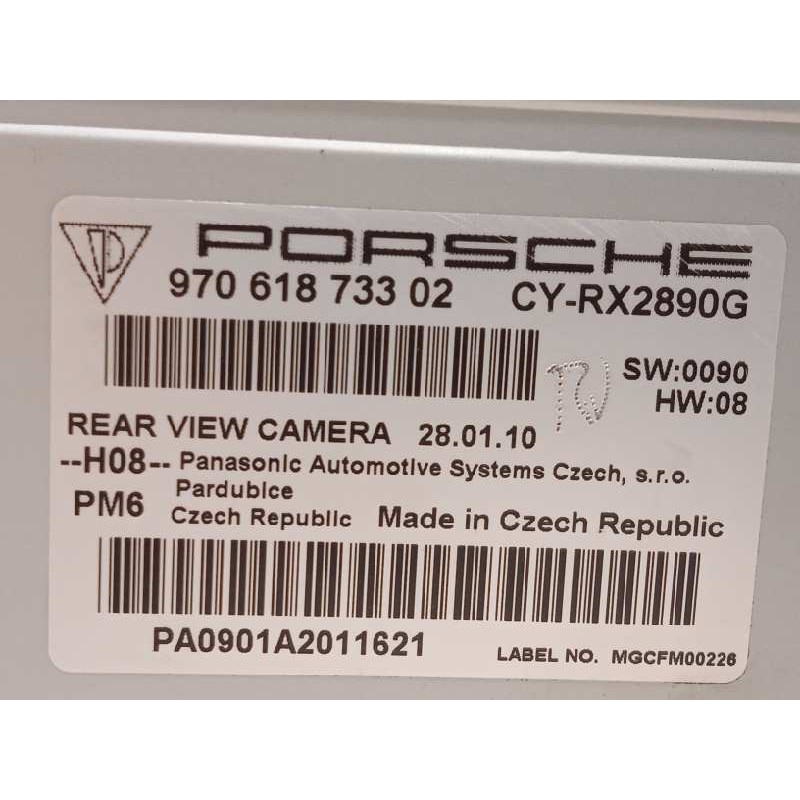 PORSCHE
970 618 733 02 CY-RX2890G
SW:0090
HW:08
REAR VIEW CAMERA 28.01.10
--H08-- Panasonic Automotive Systems Czech, s.r.o.
Pardubice
PM6 Czech Republic Made in Czech Republic
PA0901A2011621
LABEL NO. MGCFM00226